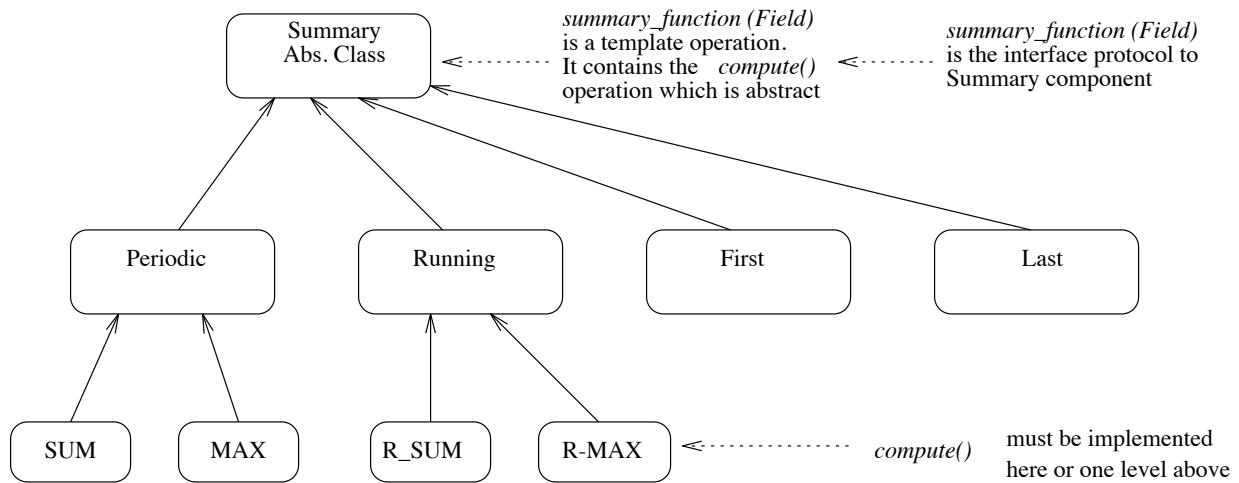 Summary
Abs. Class
summary_function (Field)
is a template operation.
It contains the compute()
operation which is abstract
summary_function (Field)
is the interface protocol to
Summary component
Periodic
Running
First
Last
SUM
MAX
R_SUM
R-MAX
compute() must be implemented
here or one level above